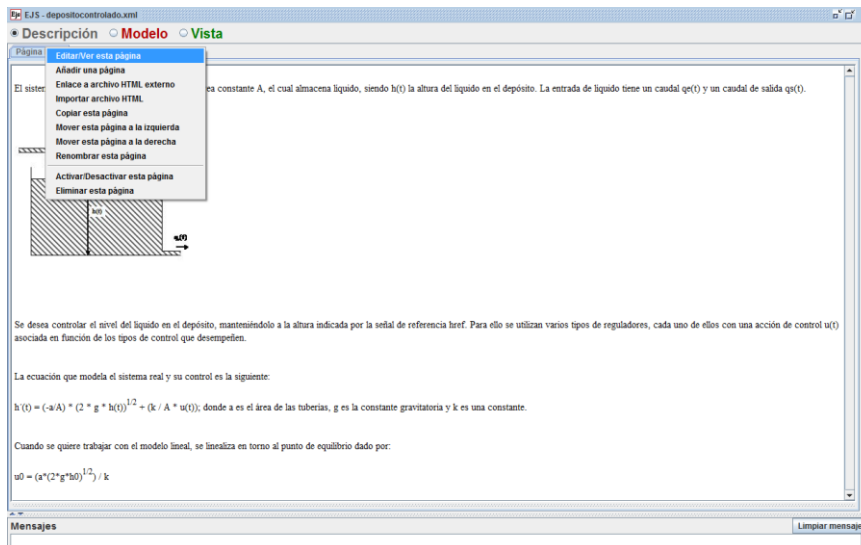 Ejs EJS - depositocontrolado.xml
Descripción Modelo Vista
Página
Editar/Ver esta página
Añadir una página
Enlace a archivo HTML externo
Importar archivo HTML
Copiar esta página
Mover esta página a la izquierda
Mover esta página a la derecha
Renombrar esta página
Activar/Desactivar esta página
Eliminar esta página
El sister ea constante A, el cual almacena liquido, siendo h(t) la altura del liquido en el depósito. La entrada de liquido tiene un caudal qe(t) y un caudal de salida qs(t).
h(t)
qs(t)
Se desea controlar el nivel del liquido en el depósito, manteniéndolo a la altura indicada por la señal de referencia href. Para ello se utilizan varios tipos de reguladores, cada uno de ellos con una acción de control u(t)
asociada en función de los tipos de control que desempeñen.
La ecuación que modela el sistema real y su control es la siguiente:
h'(t) = (-a/A) * (2 * g * h(t))^1/2 + (k / A * u(t)); donde a es el área de las tuberías, g es la constante gravitatoria y k es una constante.
Cuando se quiere trabajar con el modelo lineal, se linealiza en torno al punto de equilibrio dado por:
u0 = (a*(2*g*h0)^1/2) / k
Mensajes Limpiar mensaje